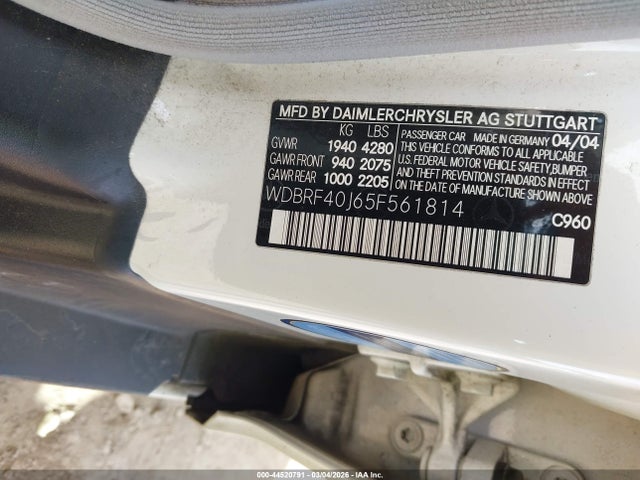 MFD BY DAIMLERCHRYSLER AG STUTTGART
KG LBS
GVWR 1940 4280
GAWR FRONT 940 2075
GAWR REAR 1000 2205
PASSENGER CAR MADE IN GERMANY 04/04
THIS VEHICLE CONFORMS TO ALL APPLICABLE
U.S. FEDERAL MOTOR VEHICLE SAFETY,BUMPER
AND THEFT PREVENTION STANDARDS IN EFFECT
ON THE DATE OF MANUFACTURE SHOWN ABOVE
WDBRF40J65F561814
C960
000-44520791 - 03/04/2026 - IAAI Inc.